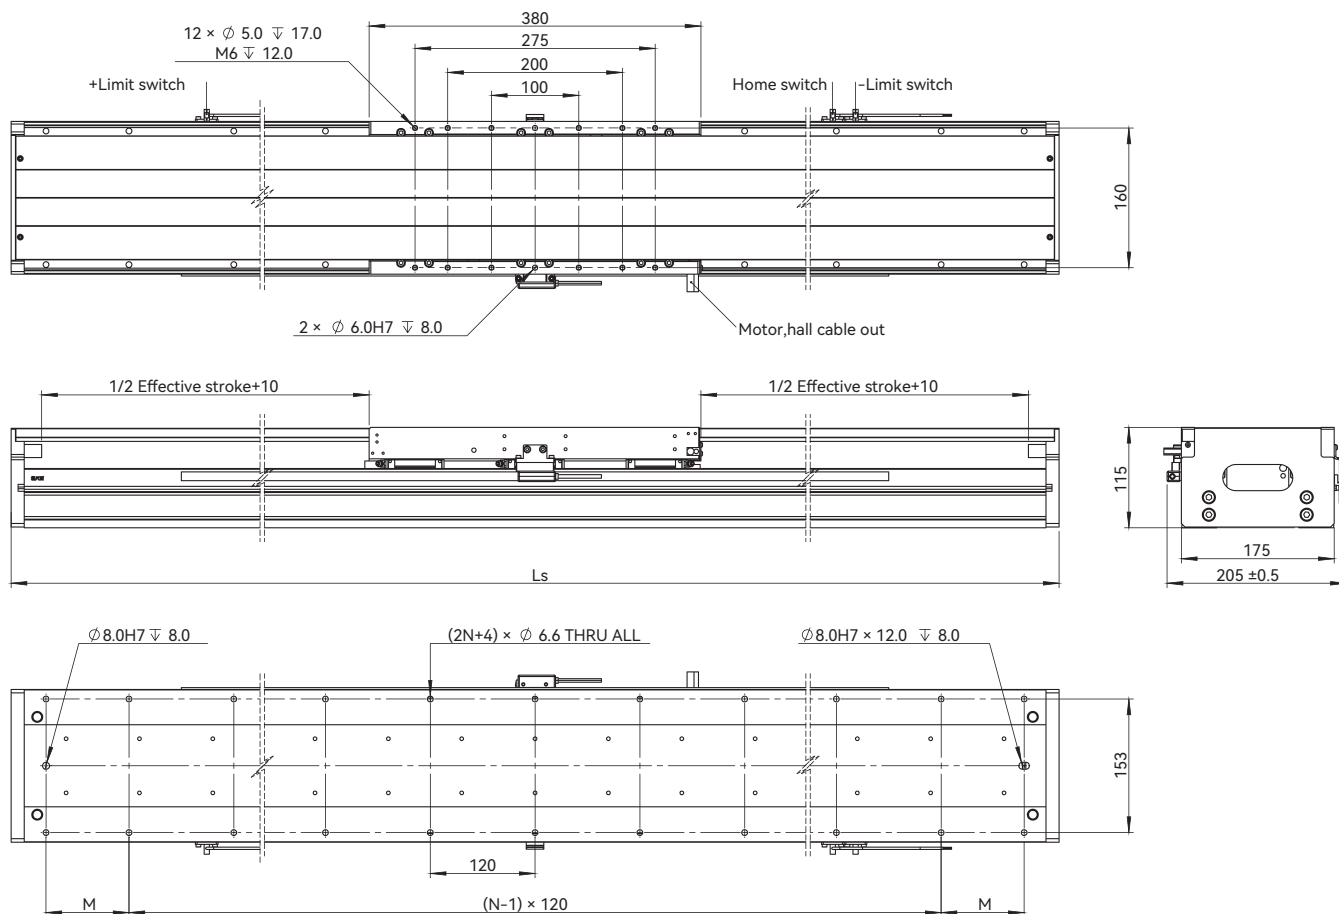 380
12 × ∅ 5.0 ↧ 17.0
275
M6 ↧ 12.0
200
+Limit switch
100
Home switch
-Limit switch
160
2 × ∅ 6.0H7 ↧ 8.0
Motor,hall cable out
1/2 Effective stroke+10
1/2 Effective stroke+10
115
175
Ls
205 ±0.5
∅8.0H7 ↧ 8.0
(2N+4) × ∅ 6.6 THRU ALL
∅8.0H7 × 12.0 ↧ 8.0
153
120
M
(N-1) × 120
M